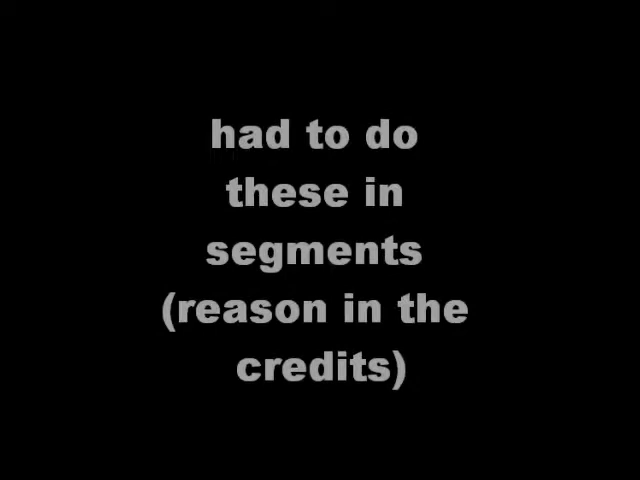 had to do
these in
segments
(reason in the
credits)